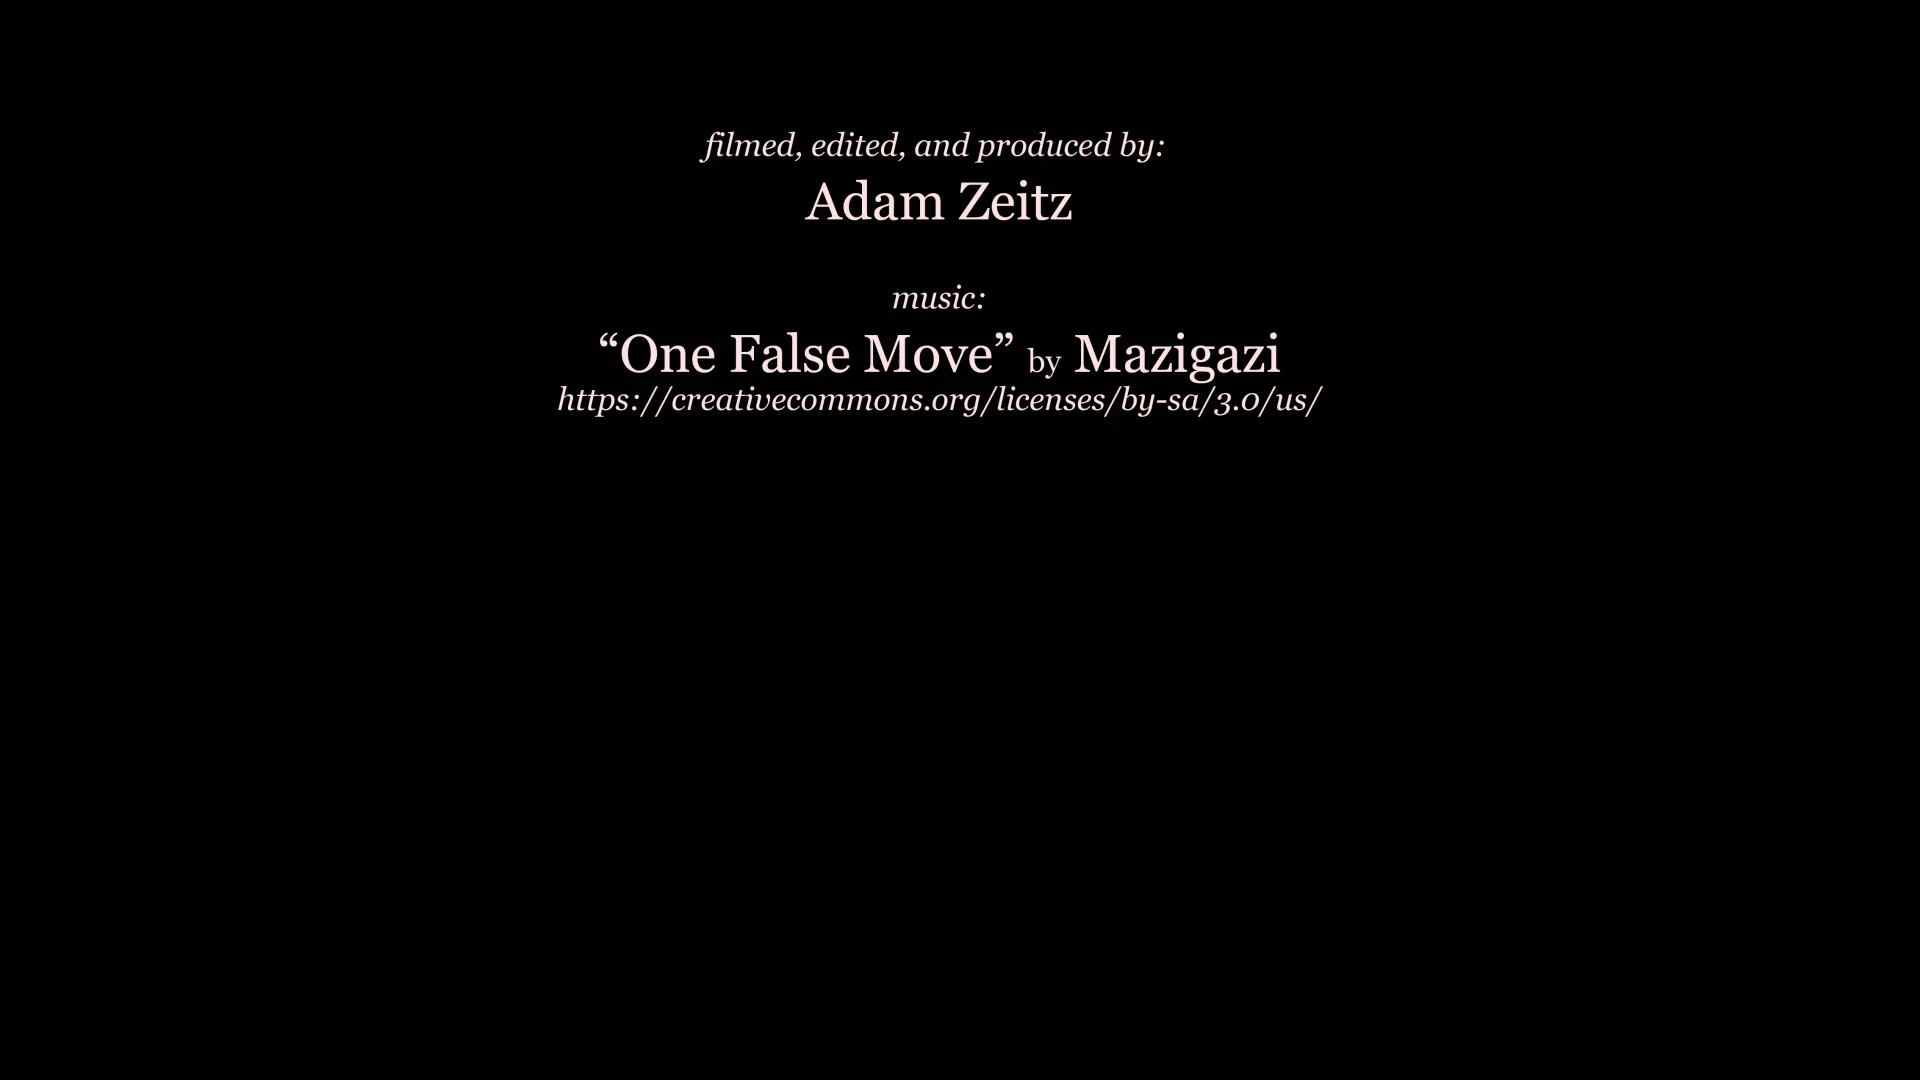 filmed, edited, and produced by:
Adam Zeitz
music:
“One False Move” by Mazigazi
https://creativecommons.org/licenses/by-sa/3.0/us/